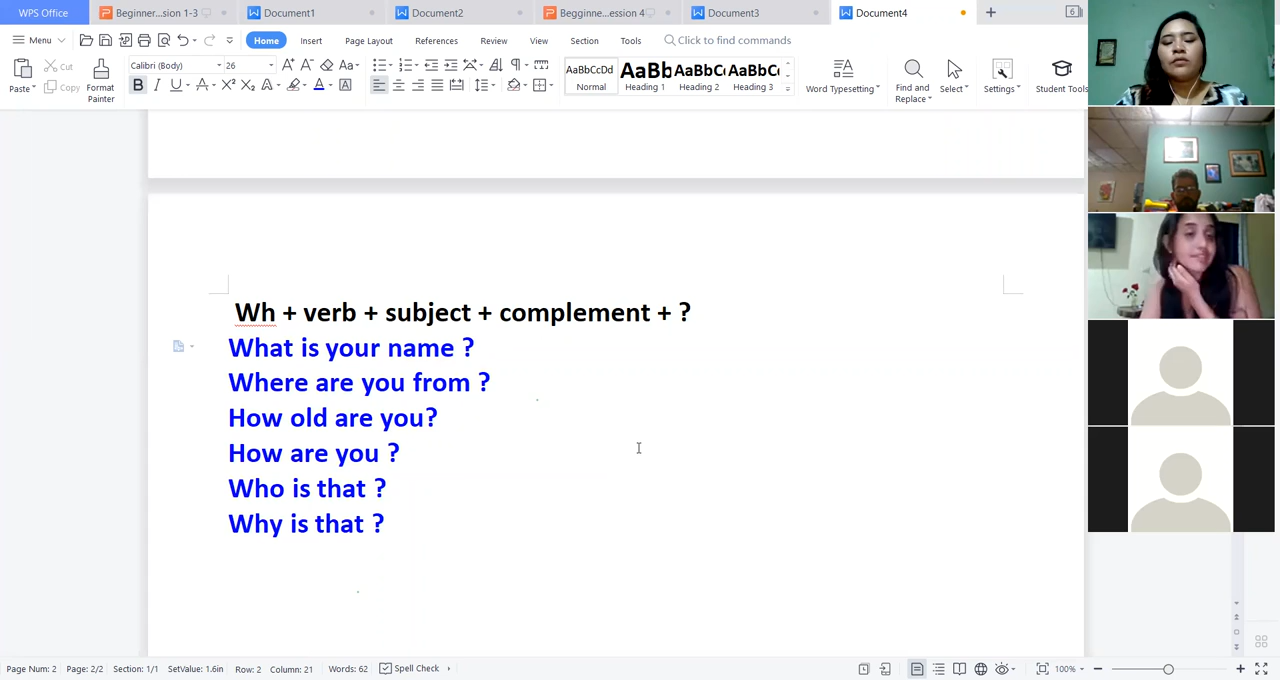 WPS Office
Beginner...sion 1-3
Document1
Document2
Begginne...ession 4
Document3
Document4
6
Menu
Home
Insert
Page Layout
References
Review
View
Section
Tools
Click to find commands
Paste
Cut
Copy
Format Painter
Calibri (Body)
26
AaBbCcDd
Normal
AaBb
Heading 1
AaBbC
Heading 2
AaBbC
Heading 3
Word Typesetting
Find and Replace
Select
Settings
Student Tools
Wh + verb + subject + complement + ?
What is your name ?
Where are you from ?
How old are you?
How are you ?
Who is that ?
Why is that ?
Page Num: 2
Page: 2/2
Section: 1/1
SetValue: 1.6in
Row: 2
Column: 21
Words: 62
Spell Check
100%